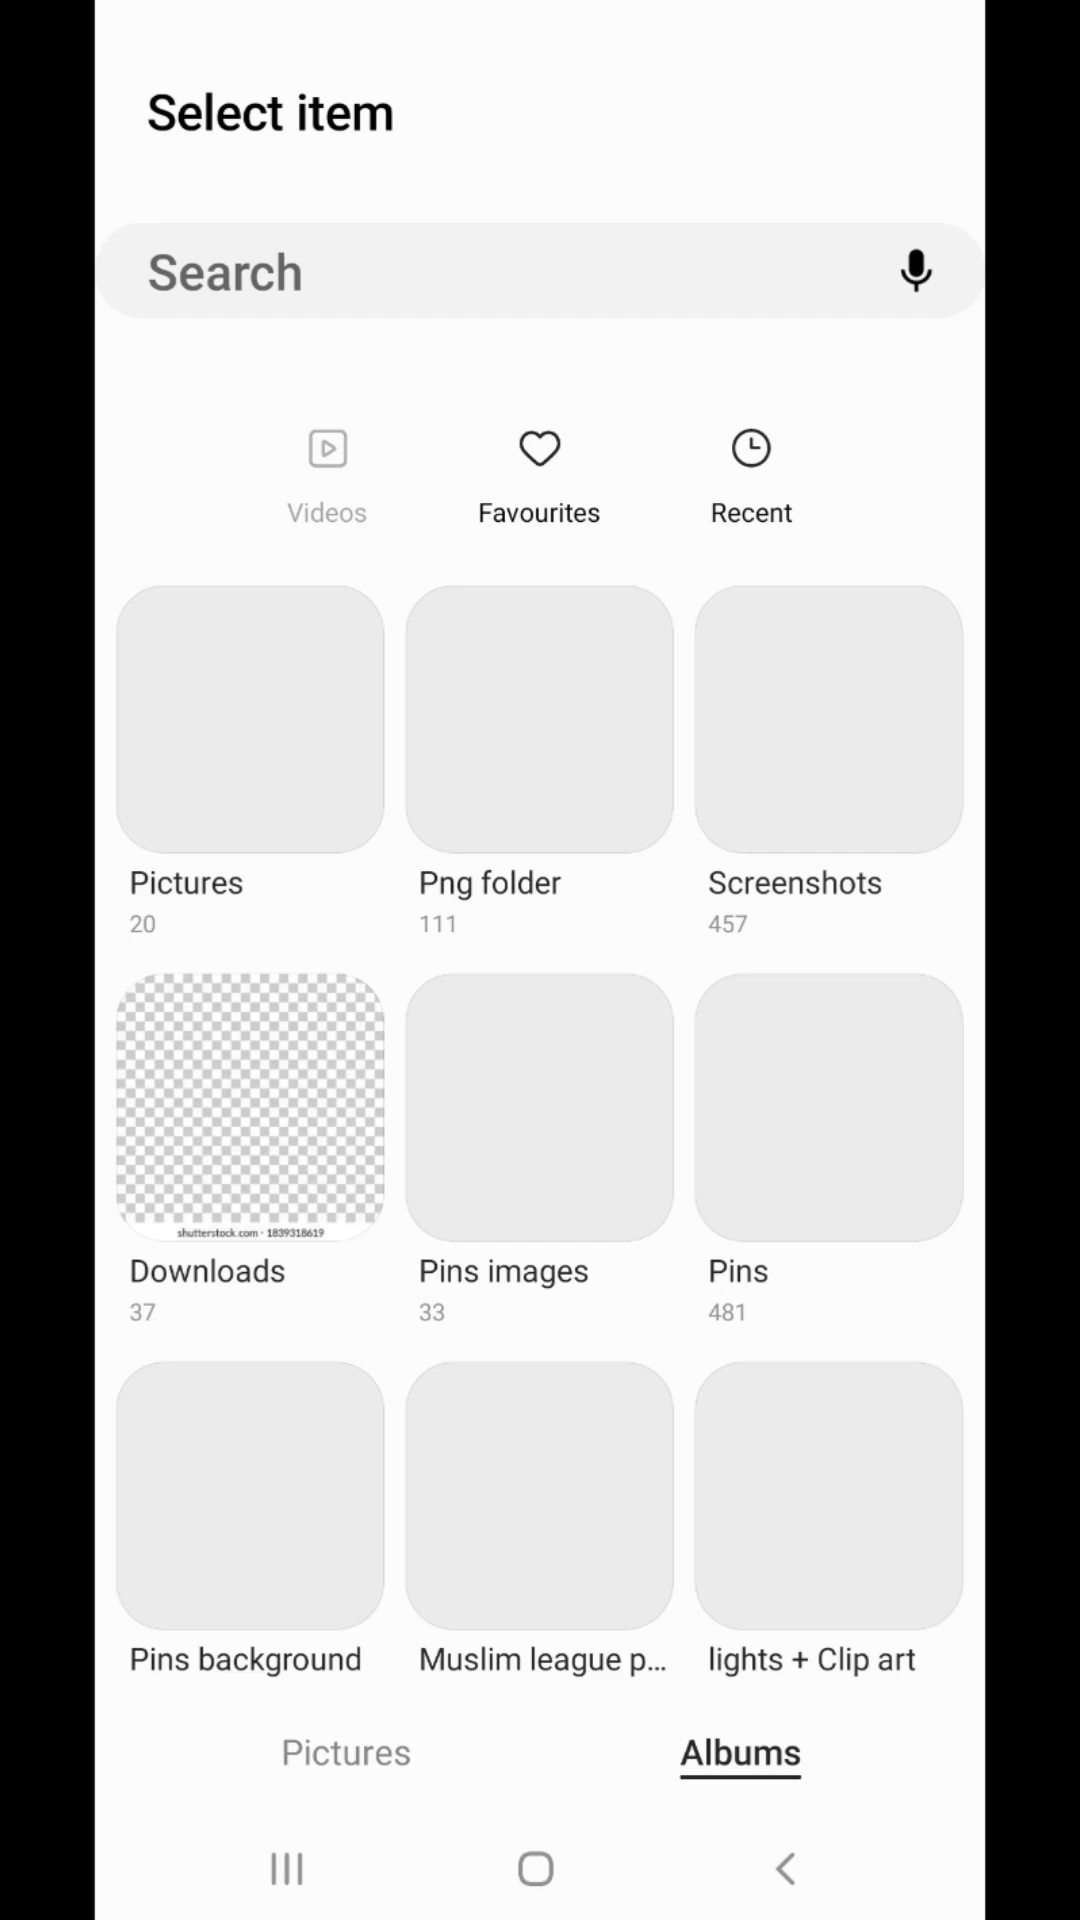 Select item
Search
Videos
Favourites
Recent
Pictures
Png folder
Screenshots
20
111
457
shutterstock.com · 1839318619
Downloads
Pins images
Pins
37
33
481
Pins background
Muslim league p...
lights + Clip art
Pictures
Albums